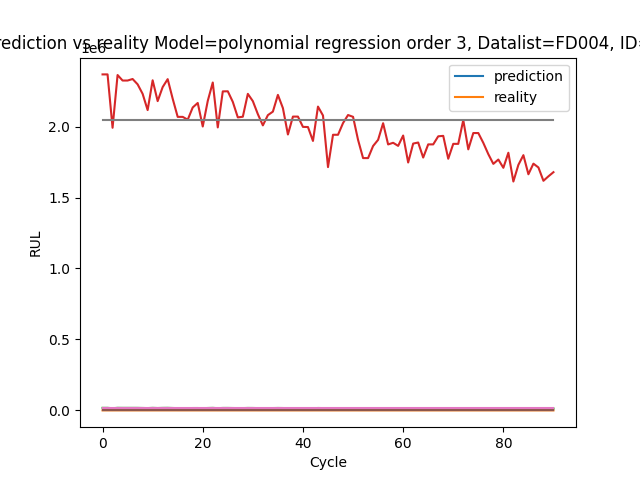 rediction vs reality Model=polynomial regression order 3, Datalist=FD004, ID=
1e6
prediction
reality
2.0
1.5
1.0
0.5
0.0
RUL
0 20 40 60 80
Cycle